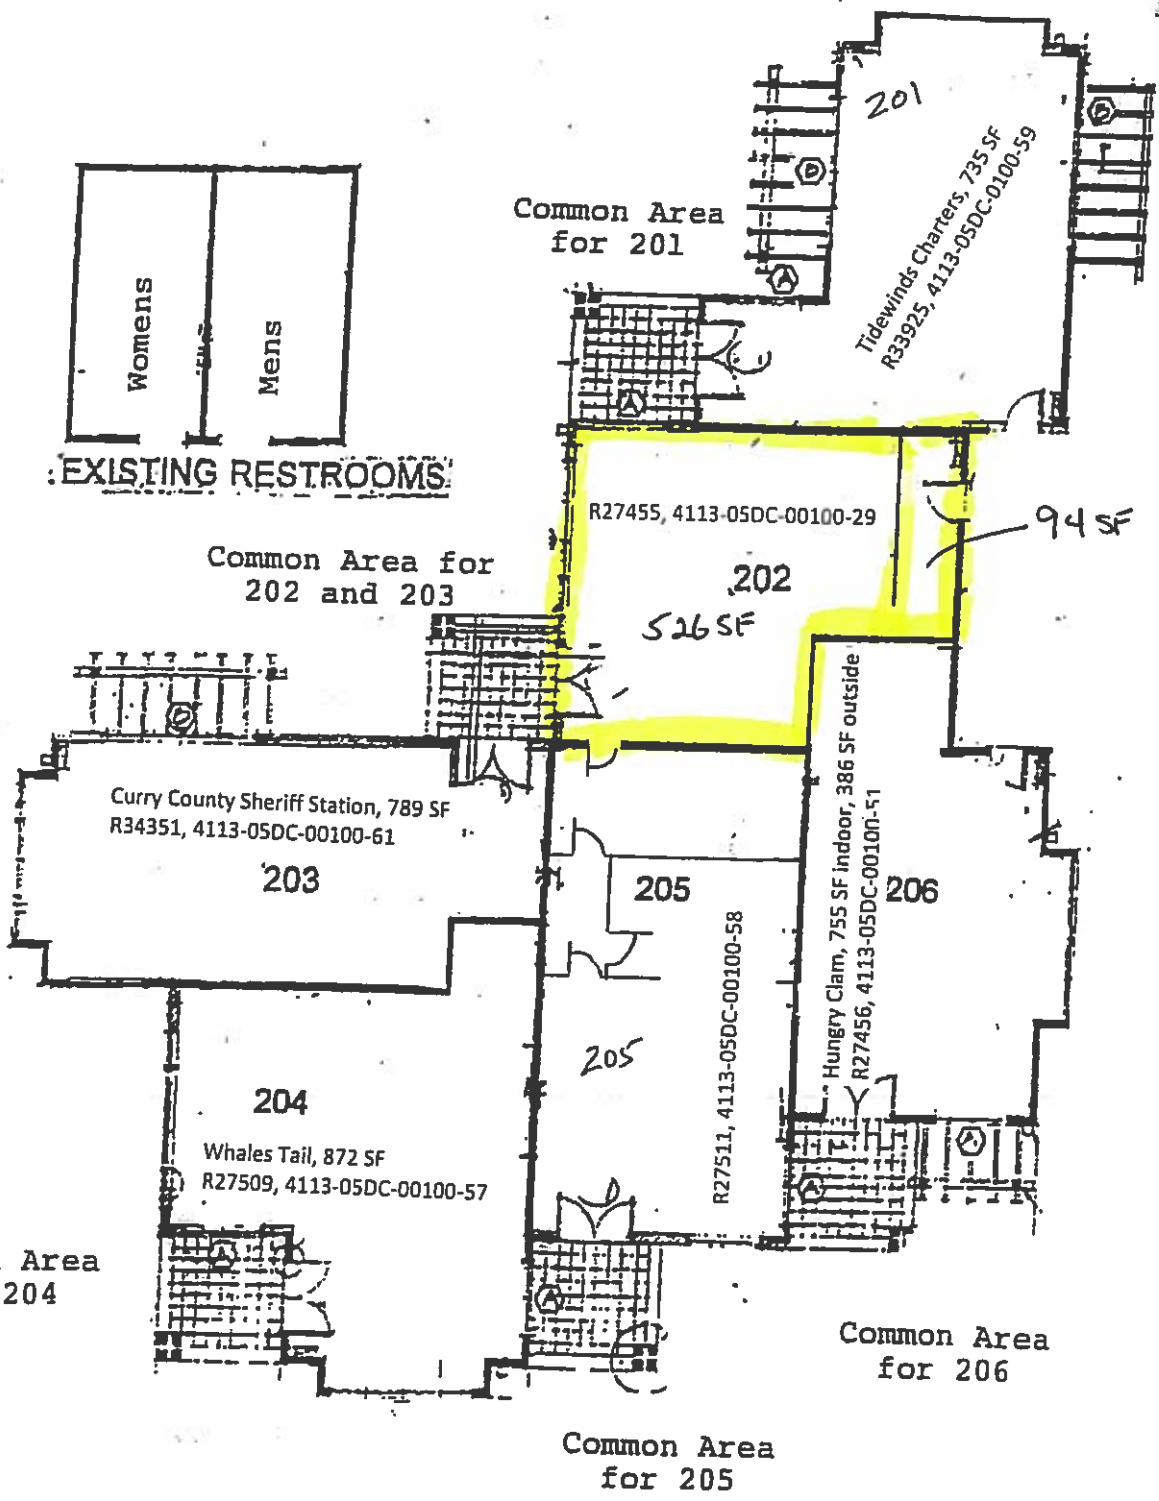 201
Tidewinds Charters, 735 SF
R33925, 4113-05DC-0100-59
D
B
A
Common Area
for 201
A
Womens
Mens
EXISTING RESTROOMS
R27455, 4113-05DC-00100-29
94 SF
202
526 SF
Common Area for
202 and 203
D
Curry County Sheriff Station, 789 SF
R34351, 4113-05DC-00100-61
203
205
Hungry Clam, 755 SF indoor, 386 SF outside
R27456, 4113-05DC-00100-51
206
R27511, 4113-05DC-00100-58
205
204
Whales Tail, 872 SF
R27509, 4113-05DC-00100-57
A
A
A
A
Area
204
Common Area
for 206
Common Area
for 205